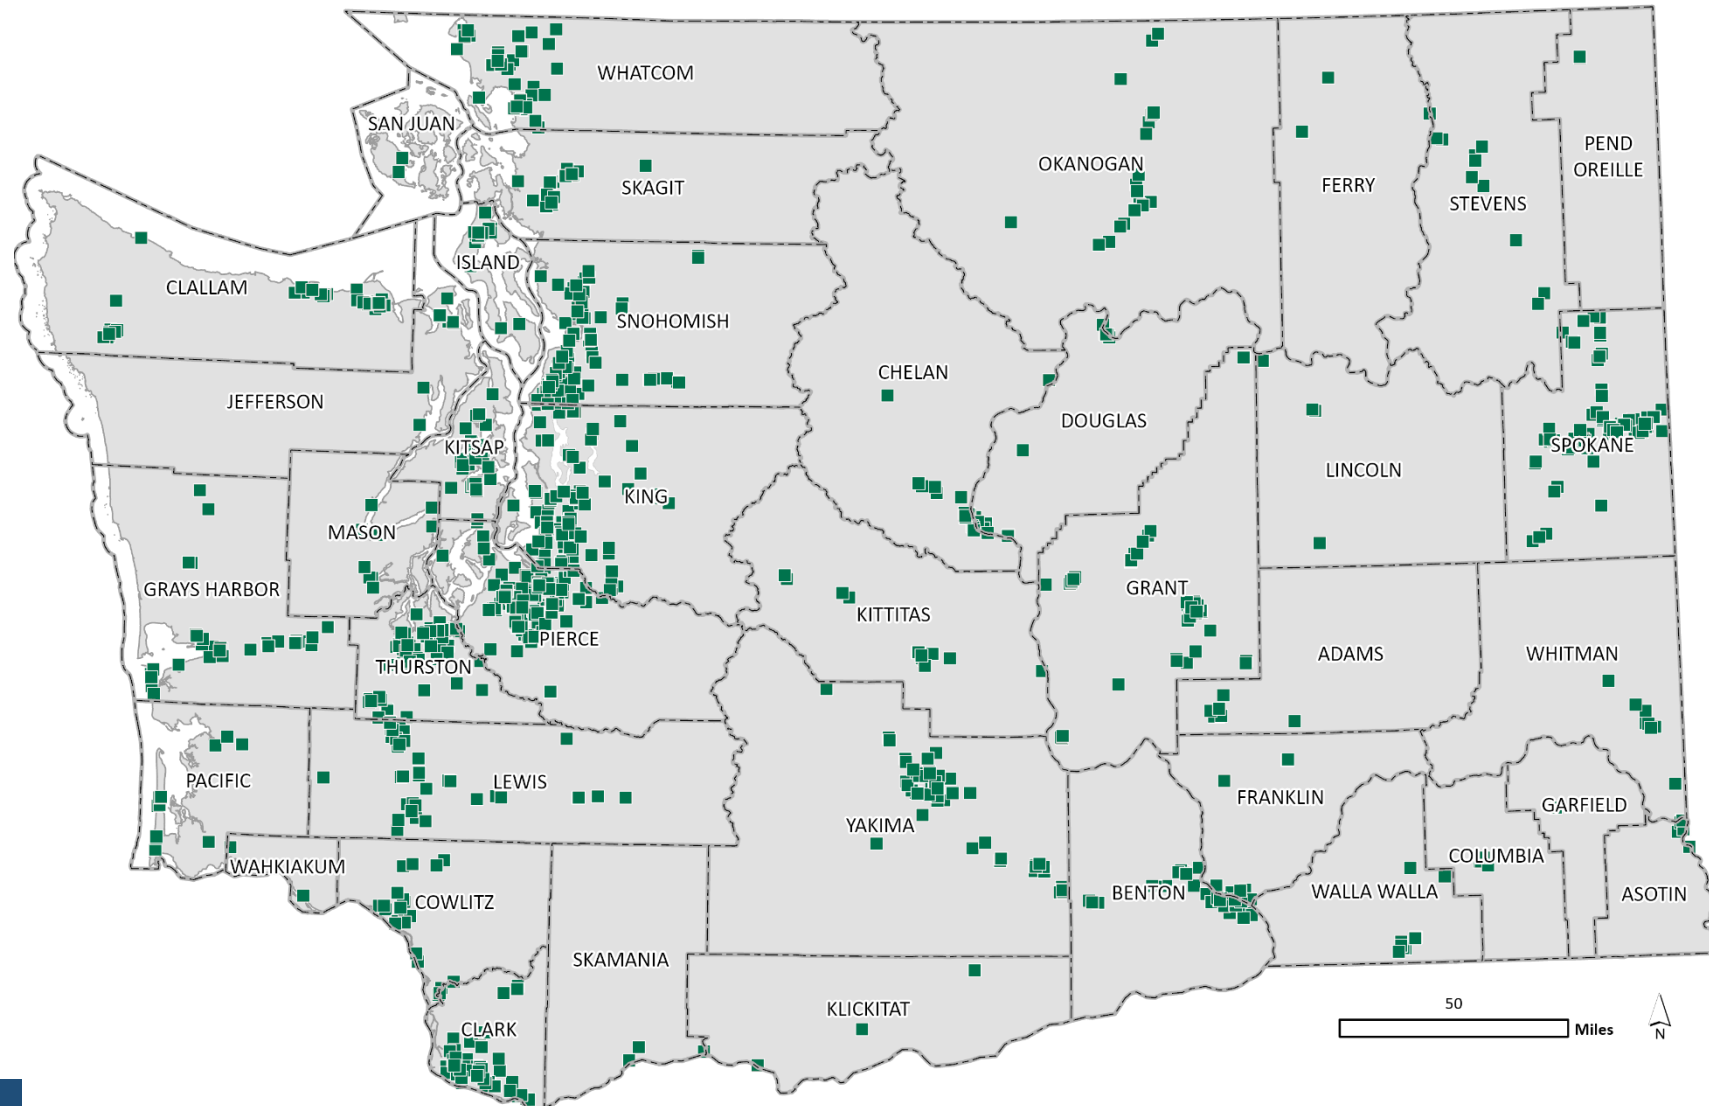 WHATCOM
SAN JUAN
SKAGIT
OKANOGAN
FERRY
STEVENS
PEND
OREILLE
ISLAND
CLALLAM
SNOHOMISH
CHELAN
JEFFERSON
DOUGLAS
KITSAP
SPOKANE
LINCOLN
KING
MASON
GRAYS HARBOR
GRANT
KITTITAS
PIERCE
THURSTON
ADAMS
WHITMAN
PACIFIC
LEWIS
YAKIMA
FRANKLIN
GARFIELD
WAHKIAKUM
COLUMBIA
COWLITZ
BENTON
WALLA WALLA
ASOTIN
SKAMANIA
KLICKITAT
CLARK
50
Miles
N